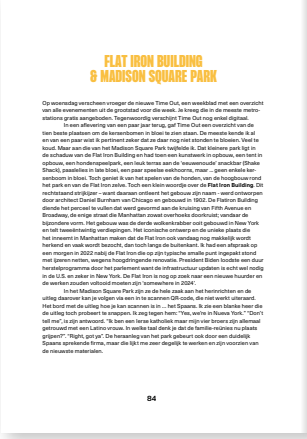 FLAT IRON BUILDING
& MADISON SQUARE PARK
Op woensdag verscheen vroeger de nieuwe Time Out, een weekblad met een overzicht
van alle evenementen uit de grootstad voor die week. Je kreeg die in de meeste metro-
stations gratis aangeboden. Tegenwoordig verschijnt Time Out nog enkel digitaal.
In een aflevering van een paar jaar terug, gaf Time Out een overzicht van de
tien beste plaatsen om de kersenbomen in bloei te zien staan. De meeste kende ik al
en van een paar wist ik pertinent zeker dat ze daar nog niet stonden te bloeien. Veel te
koud. Maar aan die van het Madison Square Park twijfelde ik. Dat kleinere park ligt in
de schaduw van de Flat Iron Building en had toen een kunstwerk in opbouw, een tent in
opbouw, een hondenspeelplek, een leuk terras aan de 'eeuwenoude' snackbar (Shake
Shack), paaslelies in late bloei, een paar speelse eekhoorns, maar ... geen enkele ker-
senboom in bloei. Toch geniet ik van het spelen van de honden, van de hoogbouw rond
het park en van de Flat Iron zelve. Toch een klein woordje over de Flat Iron Building. Dit
rechtstaand strijkijzer – want daaraan ontleent het gebouw zijn naam - werd ontworpen
door architect Daniel Burnham van Chicago en gebouwd in 1902. De Flatiron Building
diende het perceel te vullen dat werd gevormd aan de kruising van Fifth Avenue en
Broadway, de enige straat die Manhattan zowat overhoeks doorkruist; vandaar de
bijzondere vorm. Het gebouw was de derde wolkenkrabber ooit gebouwd in New York
en telt tweeëntwintig verdiepingen. Het iconische ontwerp en de unieke plaats die
het inneemt in Manhattan maken dat de Flat Iron ook vandaag nog makkelijk wordt
herkend en vaak wordt bezocht, dan toch langs de buitenkant. Ik had een afspraak op
een morgen in 2022 nabij de Flat Iron die op zijn typische smalle punt ingepakt stond
met ijzeren netten, wegens hoogdringende renovatie. President Biden loodste een duur
herstelprogramma door het parlement want de infrastructuur updaten is echt wel nodig
in de U.S. en zeker in New York. De Flat Iron is nog op zoek naar een nieuwe huurder en de
werken zouden voltooid moeten zijn 'somewhere in 2024'.
In het Madison Square Park zijn ze de hele zaak aan het herinrichten en de
uitleg daarover kan je volgen via een in te scannen QR-code, die niet werkt uiteraard.
Het bord met de uitleg hoe je kan scannen is in ... het Spaans. Ik zie een blanke heer die
de uitleg toch probeert te snappen. Ik zeg tegen hem: "Yes, we're in Nueva York." "Don't
tell me", is zijn antwoord. "Ik ben een Ierse katholiek maar mijn vier broers zijn allemaal
getrouwd met een Latino vrouw. In welke taal denk je dat de familie-reünies nu plaats
grijpen?". "Right, got ya". De heraanleg van het park gebeurt ook door een duidelijk
Spaans sprekende firma, maar die lijkt me zeer degelijk te werken en zijn voorzien van
de nieuwste materialen.
84